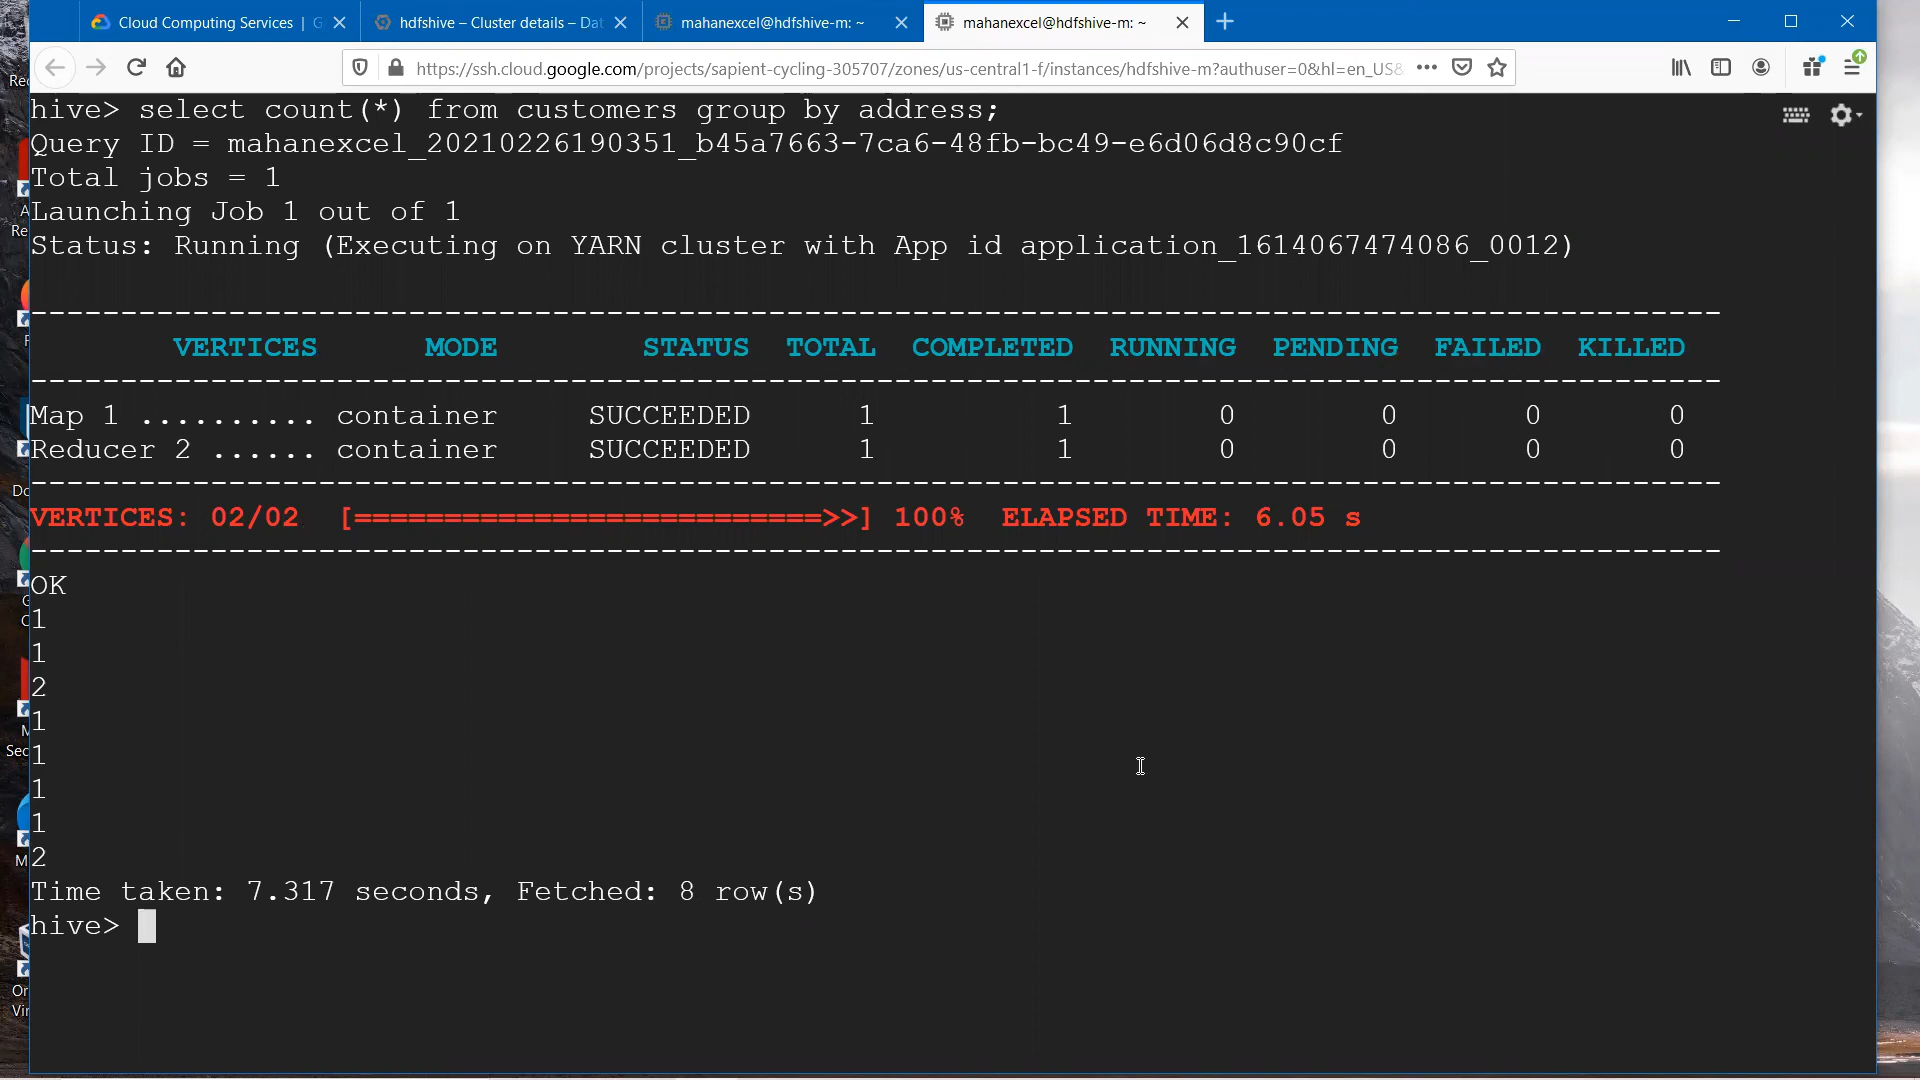 Cloud Computing Services | G
hdfshive – Cluster details – Dat
mahanexcel@hdfshive-m: ~
mahanexcel@hdfshive-m: ~
https://ssh.cloud.google.com/projects/sapient-cycling-305707/zones/us-central1-f/instances/hdfshive-m?authuser=0&hl=en_US&
hive> select count(*) from customers group by address;
Query ID = mahanexcel_20210226190351_b45a7663-7ca6-48fb-bc49-e6d06d8c90cf
Total jobs = 1
Launching Job 1 out of 1
Status: Running (Executing on YARN cluster with App id application_1614067474086_0012)
----------------------------------------------------------------------------------------------
VERTICES MODE STATUS TOTAL COMPLETED RUNNING PENDING FAILED KILLED
----------------------------------------------------------------------------------------------
Map 1 .......... container SUCCEEDED 1 1 0 0 0 0
Reducer 2 ...... container SUCCEEDED 1 1 0 0 0 0
----------------------------------------------------------------------------------------------
VERTICES: 02/02 [==========================>>] 100% ELAPSED TIME: 6.05 s
----------------------------------------------------------------------------------------------
OK
1
1
2
1
1
1
1
2
Time taken: 7.317 seconds, Fetched: 8 row(s)
hive>